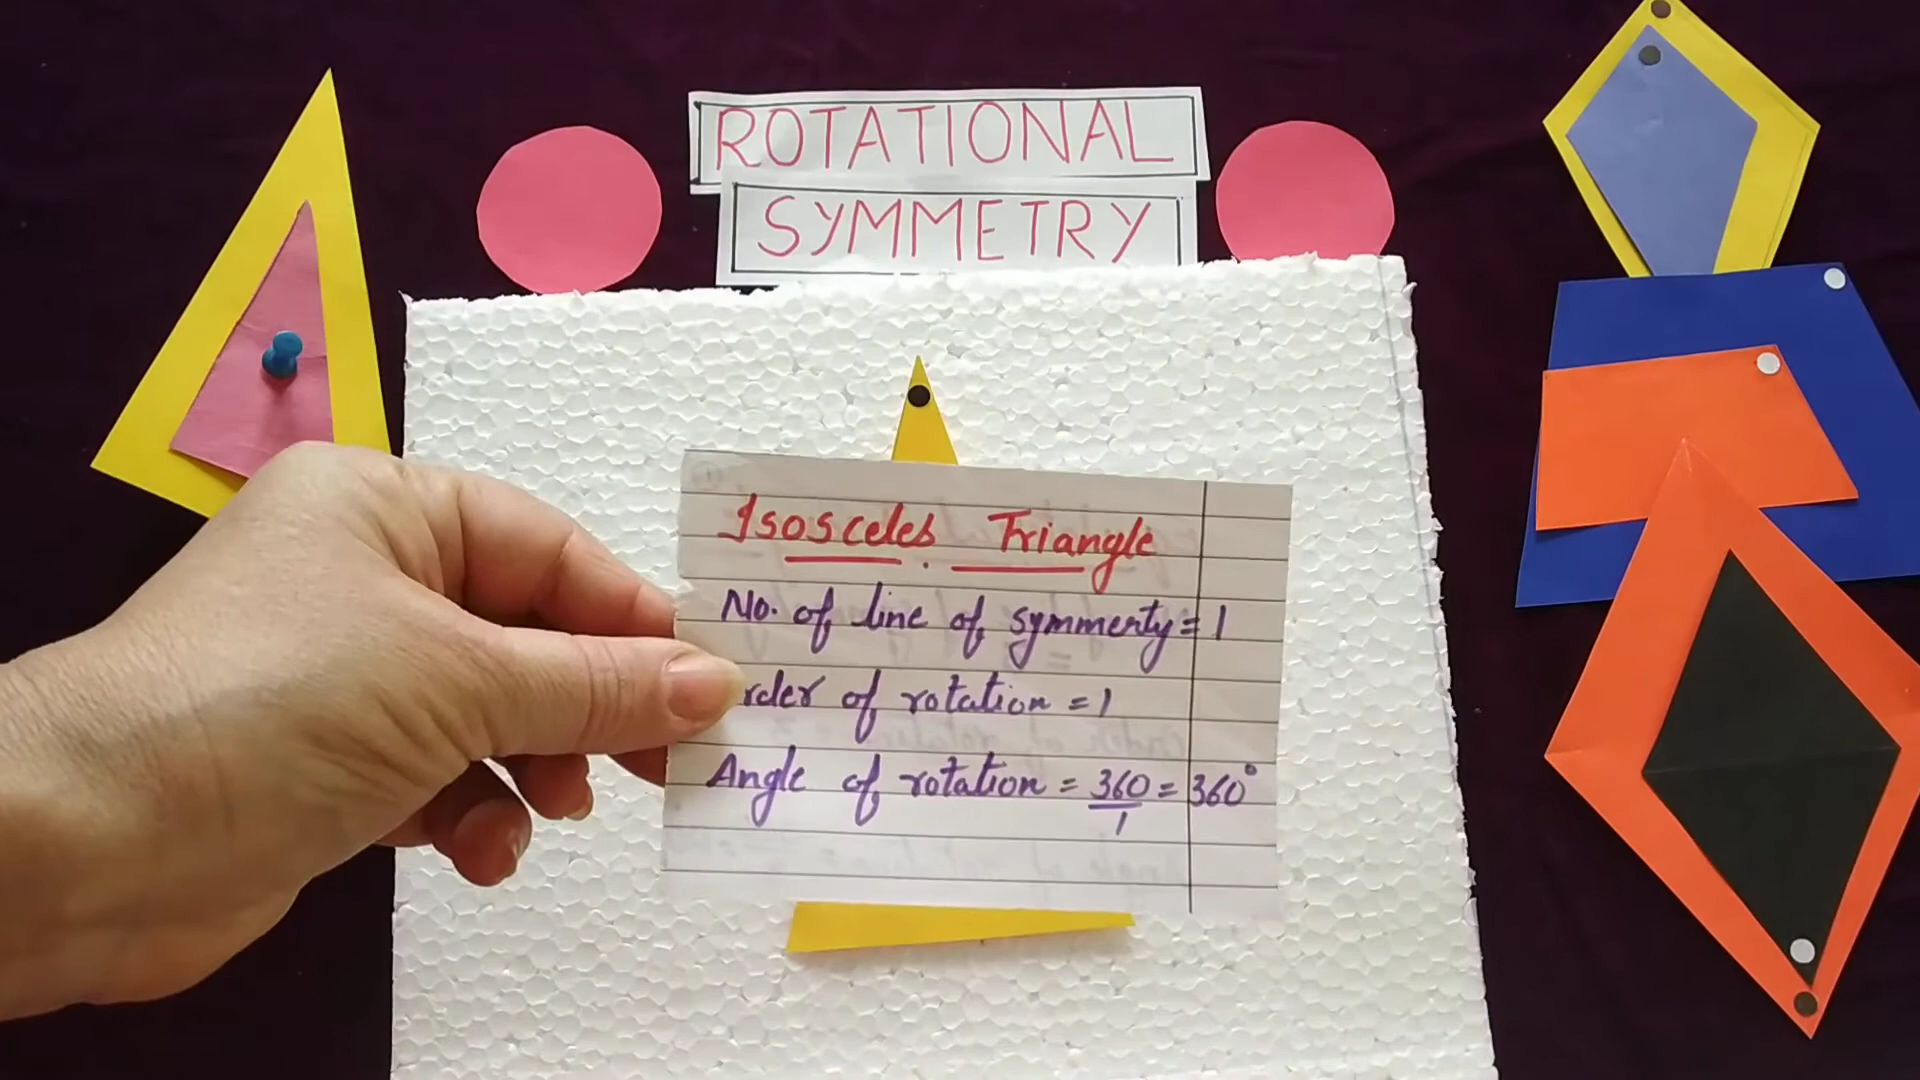 ROTATIONAL
SYMMETRY
Isosceles Triangle
No. of line of symmerty = 1
rder of rotation = 1
Angle of rotation = 360/1 = 360°